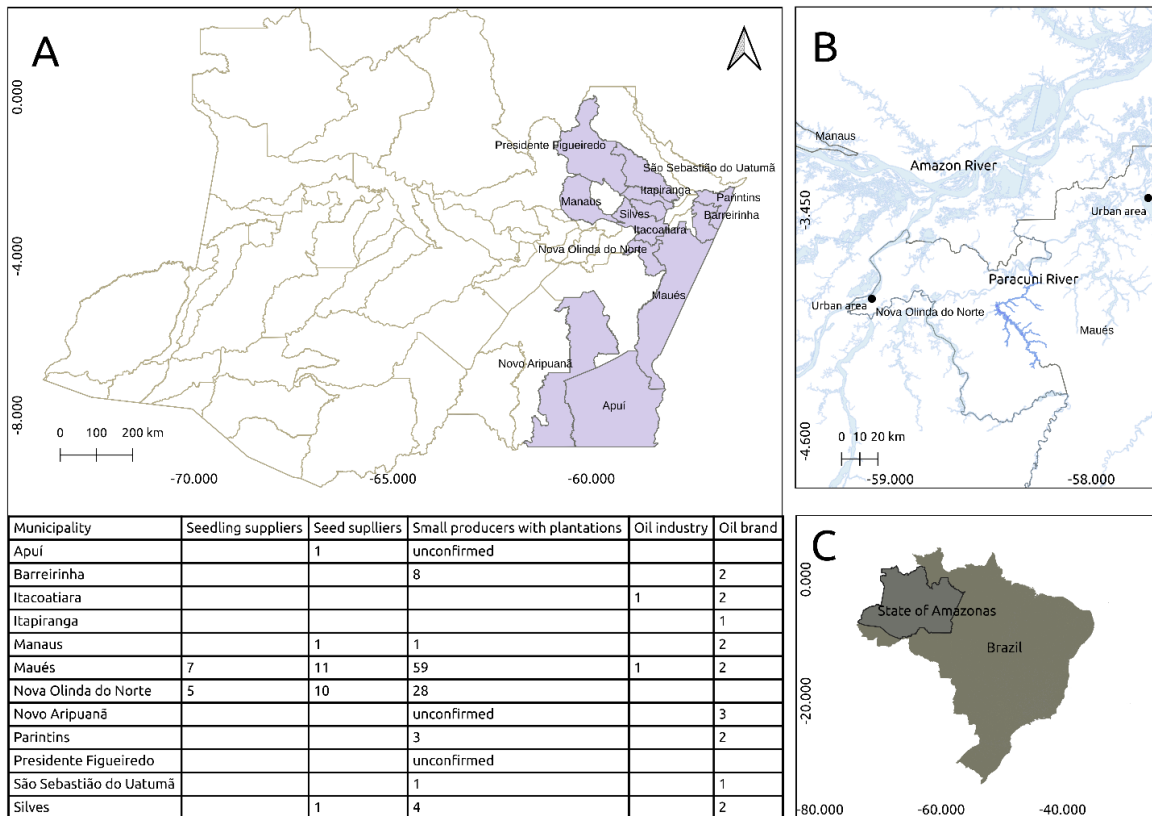 A
0.000
-4.000
-8.000
Presidente Figueiredo
São Sebastião do Uatumã
Itapiranga
Parintins
Manaus
Silves
Barreirinha
Itacoatiara
Nova Olinda do Norte
Maués
Novo Aripuanã
Apuí
0 100 200 km
-70.000 -65.000 -60.000
B
Manaus
Amazon River
-3.450
Urban area
Paracuni River
Urban area
Nova Olinda do Norte
Maués
-4.600
0 10 20 km
-59.000 -58.000
Municipality Seedling suppliers Seed suplliers Small producers with plantations Oil industry Oil brand
Apuí 1 unconfirmed
Barreirinha 8 2
Itacoatiara 1 2
Itapiranga 1
Manaus 1 1 2
Maués 7 11 59 1 2
Nova Olinda do Norte 5 10 28
Novo Aripuanã unconfirmed 3
Parintins 3 2
Presidente Figueiredo unconfirmed
São Sebastião do Uatumã 1 1
Silves 1 4 2
C
0.000
State of Amazonas
Brazil
-20.000
-80.000 -60.000 -40.000